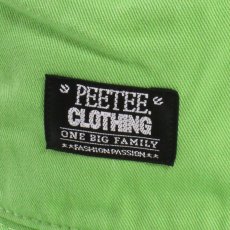 PEETEE.
CLOTHING
ONE BIG FAMILY
★FASHION PASSION★